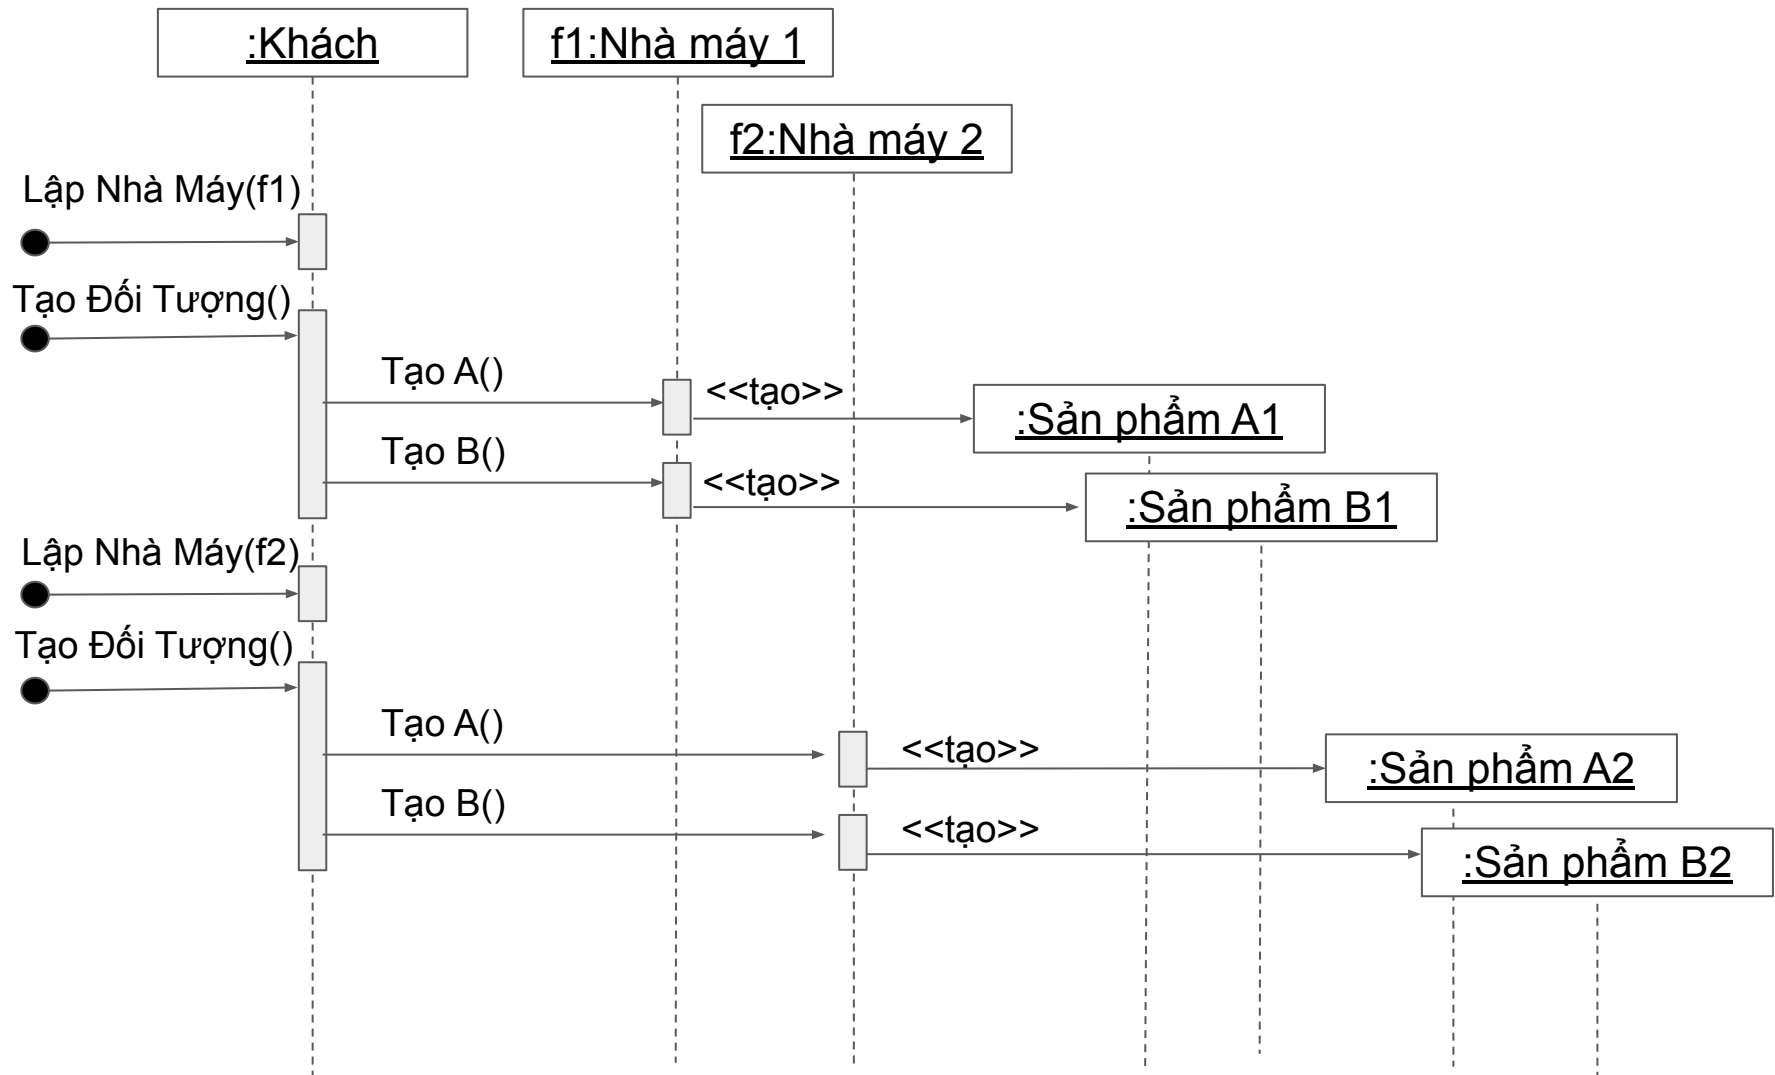 :Khách
f1:Nhà máy 1
f2:Nhà máy 2
Lập Nhà Máy(f1)
Tạo Đối Tượng()
Tạo A()
<<tạo>>
:Sản phẩm A1
Tạo B()
<<tạo>>
:Sản phẩm B1
Lập Nhà Máy(f2)
Tạo Đối Tượng()
Tạo A()
<<tạo>>
:Sản phẩm A2
Tạo B()
<<tạo>>
:Sản phẩm B2